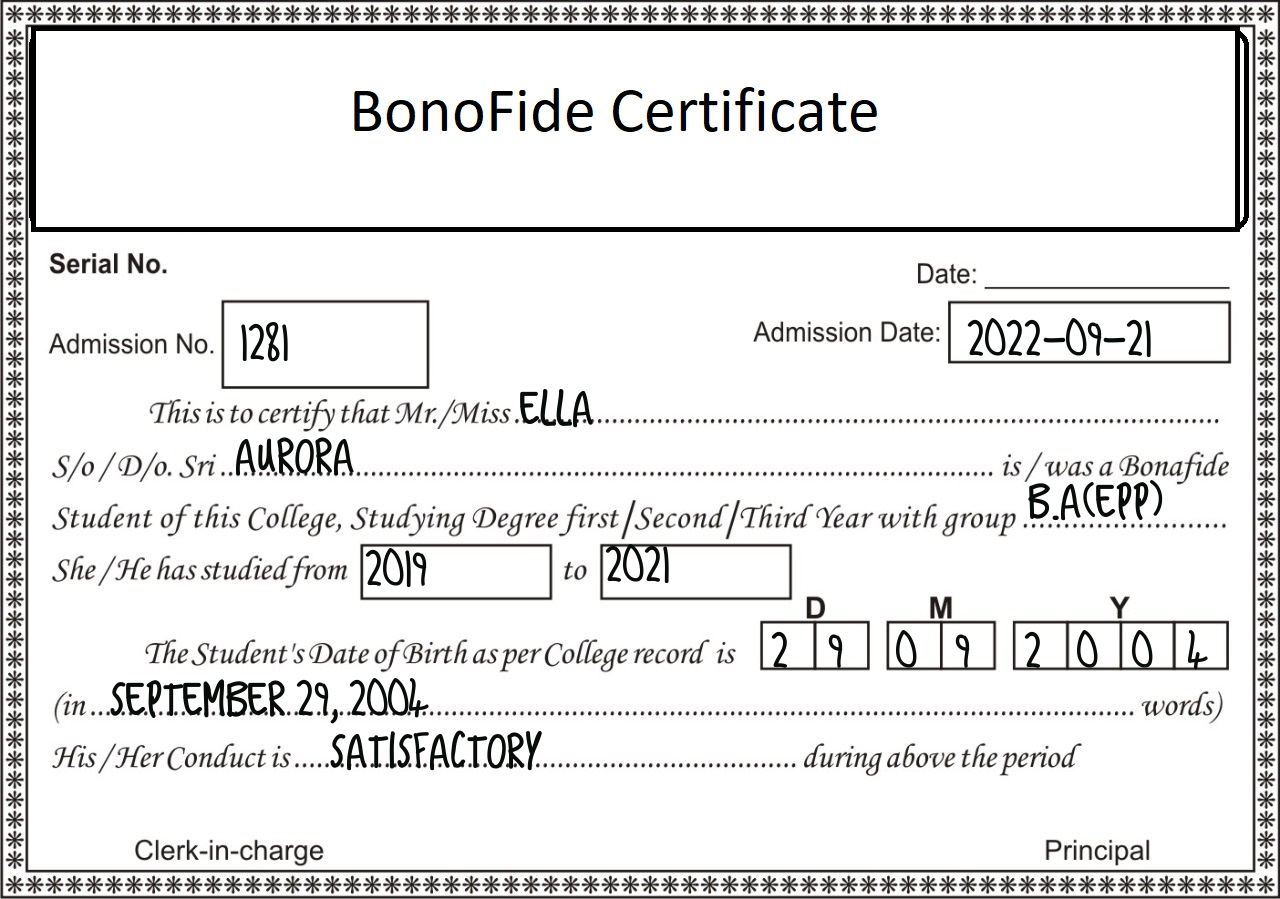 BonoFide Certificate
Serial No.
Date:
Admission No. 1281
Admission Date: 2022-09-21
This is to certify that Mr./Miss ELLA
S/o / D/o. Sri AURORA is / was a Bonafide
Student of this College, Studying Degree first/Second/Third Year with group B.A(EPP)
She / He has studied from 2019 to 2021
D M Y
The Student's Date of Birth as per College record is 2 9 0 9 2 0 0 4
(in SEPTEMBER 29, 2004 words)
His / Her Conduct is SATISFACTORY during above the period
Clerk-in-charge Principal